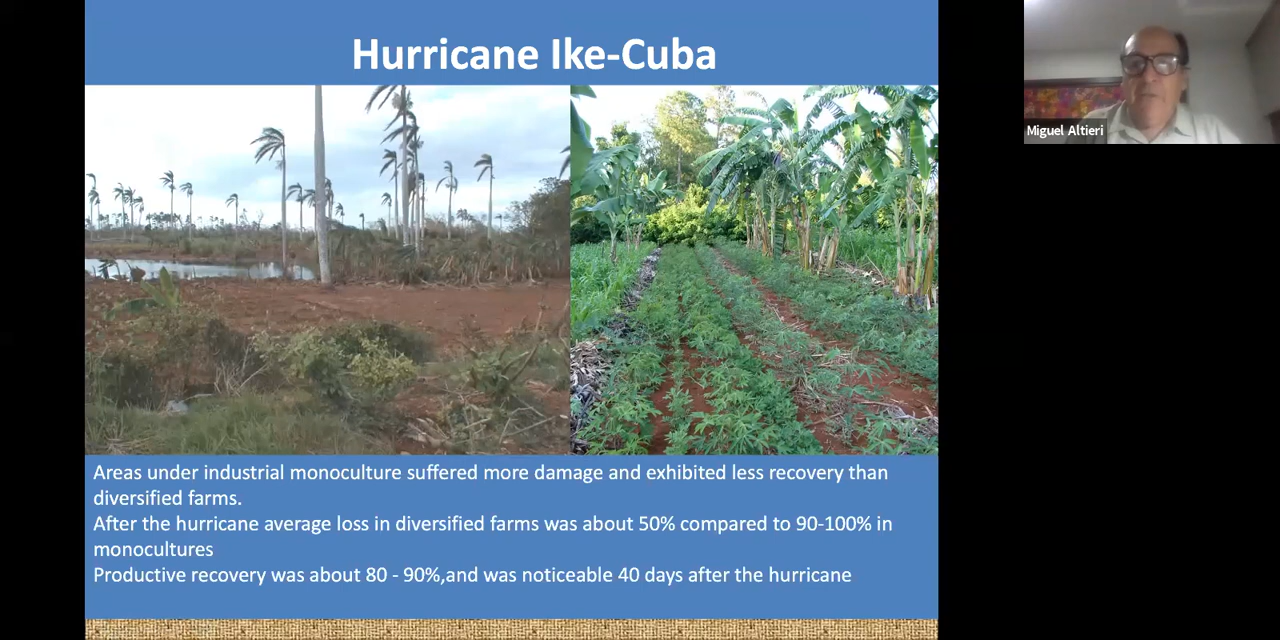 Hurricane Ike-Cuba
Miguel Altieri
Areas under industrial monoculture suffered more damage and exhibited less recovery than
diversified farms.
After the hurricane average loss in diversified farms was about 50% compared to 90-100% in
monocultures
Productive recovery was about 80 - 90%,and was noticeable 40 days after the hurricane